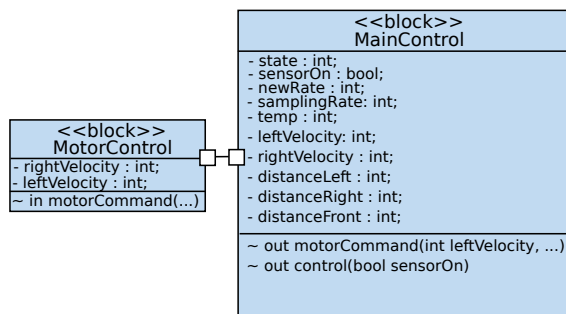 <<block>>
MotorControl
- rightVelocity : int;
- leftVelocity : int;
~ in motorCommand(...)
<<block>>
MainControl
- state : int;
- sensorOn : bool;
- newRate : int;
- samplingRate: int;
- temp : int;
- leftVelocity: int;
- rightVelocity : int;
- distanceLeft : int;
- distanceRight : int;
- distanceFront : int;
~ out motorCommand(int leftVelocity, ...)
~ out control(bool sensorOn)